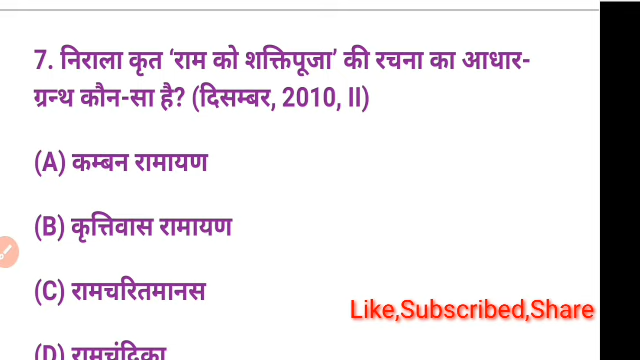 7. निराला कृत ‘राम को शक्तिपूजा’ की रचना का आधार-
ग्रन्थ कौन-सा है? (दिसम्बर, 2010, II)
(A) कम्बन रामायण
(B) कृत्तिवास रामायण
(C) रामचरितमानस
Like,Subscribed,Share
(D) रामचंद्रिका